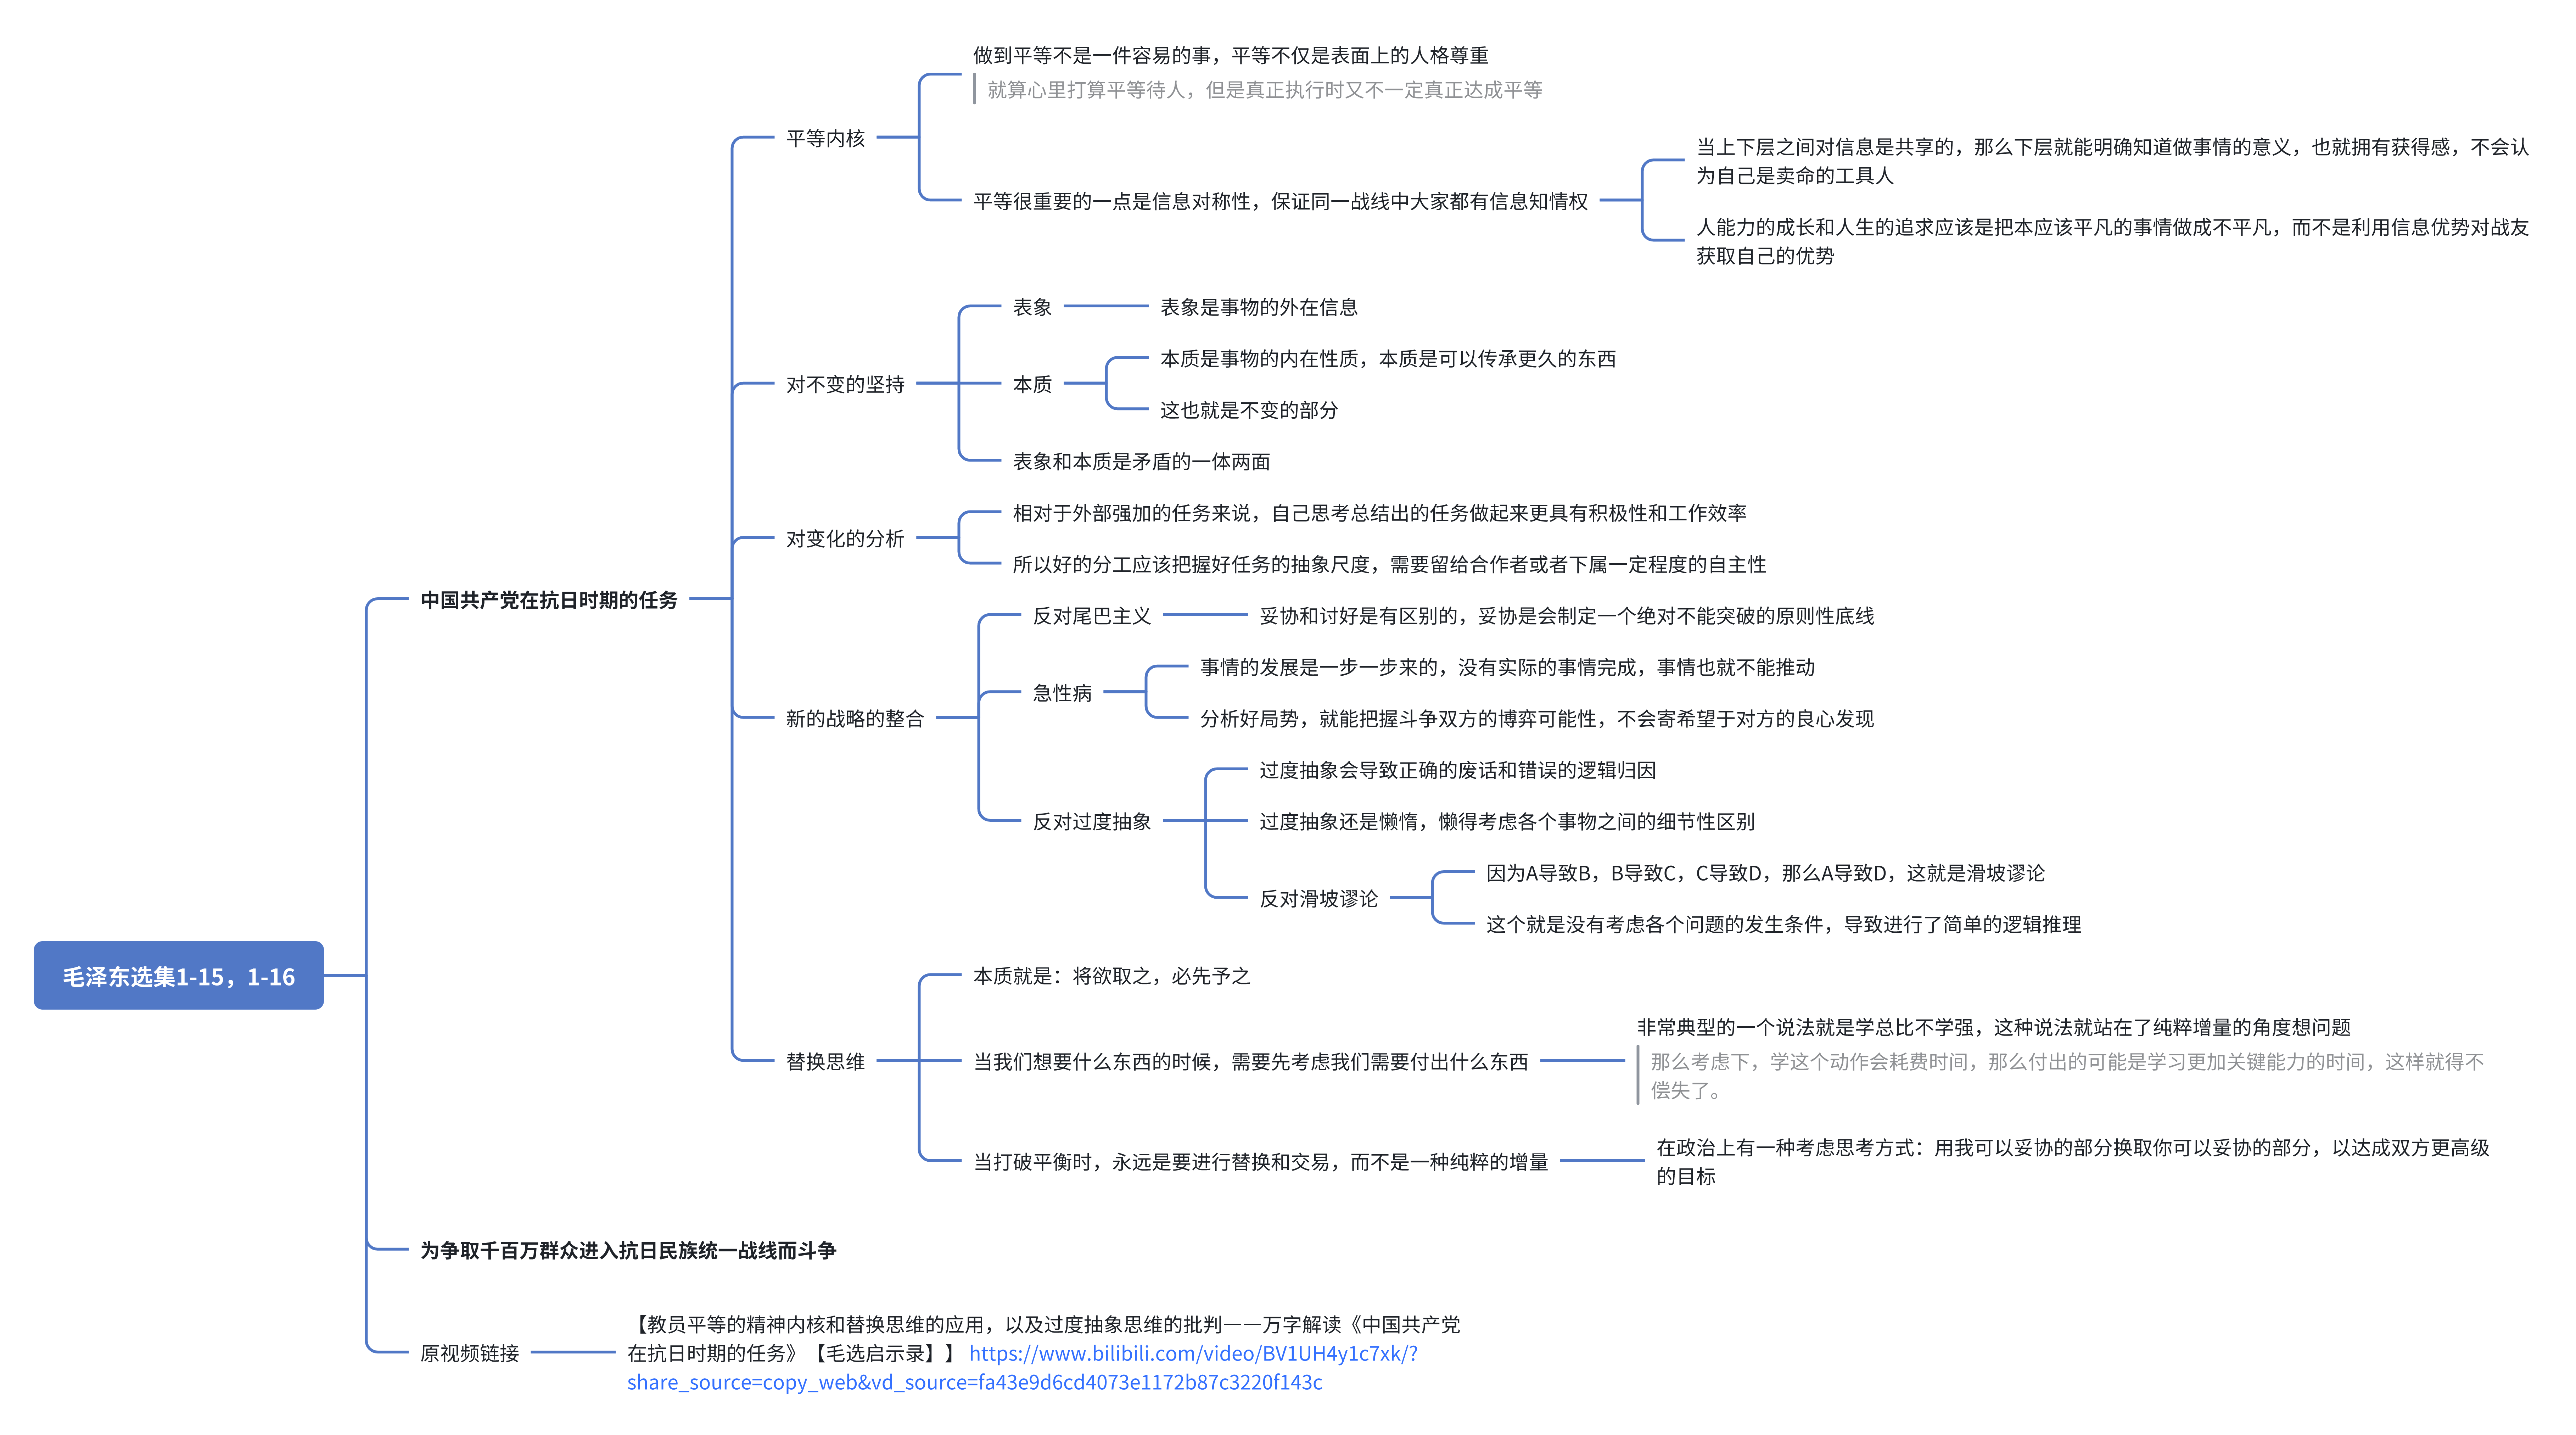 毛泽东选集1-15，1-16
中国共产党在抗日时期的任务
平等内核
做到平等不是一件容易的事，平等不仅是表面上的人格尊重
就算心里打算平等待人，但是真正执行时又不一定真正达成平等
平等很重要的一点是信息对称性，保证同一战线中大家都有信息知情权
当上下层之间对信息是共享的，那么下层就能明确知道做事情的意义，也就拥有获得感，不会认
为自己是卖命的工具人
人能力的成长和人生的追求应该是把本应该平凡的事情做成不平凡，而不是利用信息优势对战友
获取自己的优势
对不变的坚持
表象
表象是事物的外在信息
本质
本质是事物的内在性质，本质是可以传承更久的东西
这也就是不变的部分
表象和本质是矛盾的一体两面
对变化的分析
相对于外部强加的任务来说，自己思考总结出的任务做起来更具有积极性和工作效率
所以好的分工应该把握好任务的抽象尺度，需要留给合作者或者下属一定程度的自主性
新的战略的整合
反对尾巴主义
妥协和讨好是有区别的，妥协是会制定一个绝对不能突破的原则性底线
急性病
事情的发展是一步一步来的，没有实际的事情完成，事情也就不能推动
分析好局势，就能把握斗争双方的博弈可能性，不会寄希望于对方的良心发现
反对过度抽象
过度抽象会导致正确的废话和错误的逻辑归因
过度抽象还是懒惰，懒得考虑各个事物之间的细节性区别
反对滑坡谬论
因为A导致B，B导致C，C导致D，那么A导致D，这就是滑坡谬论
这个就是没有考虑各个问题的发生条件，导致进行了简单的逻辑推理
替换思维
本质就是：将欲取之，必先予之
当我们想要什么东西的时候，需要先考虑我们需要付出什么东西
非常典型的一个说法就是学总比不学强，这种说法就站在了纯粹增量的角度想问题
那么考虑下，学这个动作会耗费时间，那么付出的可能是学习更加关键能力的时间，这样就得不
偿失了。
当打破平衡时，永远是要进行替换和交易，而不是一种纯粹的增量
在政治上有一种考虑思考方式：用我可以妥协的部分换取你可以妥协的部分，以达成双方更高级
的目标
为争取千百万群众进入抗日民族统一战线而斗争
原视频链接
【教员平等的精神内核和替换思维的应用，以及过度抽象思维的批判——万字解读《中国共产党
在抗日时期的任务》【毛选启示录】】 https://www.bilibili.com/video/BV1UH4y1c7xk/?
share_source=copy_web&vd_source=fa43e9d6cd4073e1172b87c3220f143c